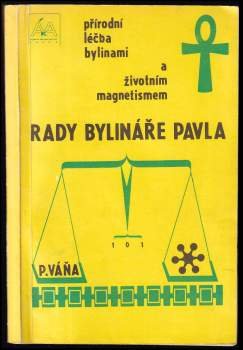 přírodní
léčba
bylinami
a
životním
magnetismem
RADY BYLINÁŘE PAVLA
101
P. VÁŇA